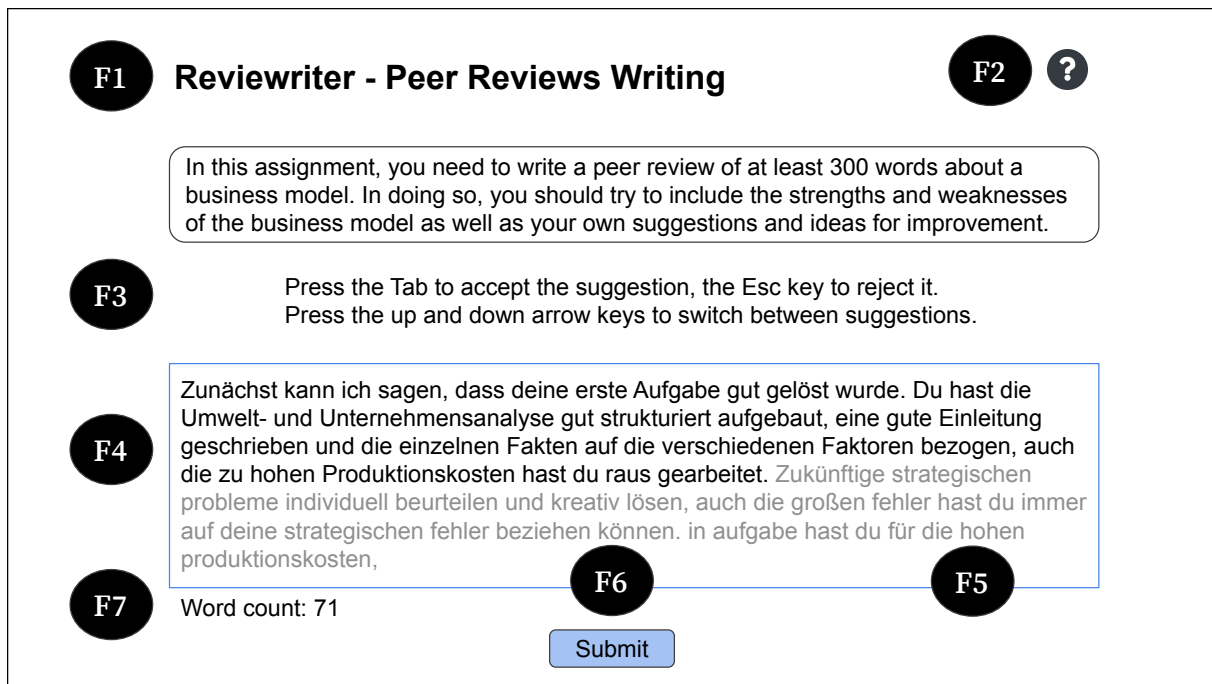 F1 Reviewriter - Peer Reviews Writing F2 ?
In this assignment, you need to write a peer review of at least 300 words about a
business model. In doing so, you should try to include the strengths and weaknesses
of the business model as well as your own suggestions and ideas for improvement.
F3 Press the Tab to accept the suggestion, the Esc key to reject it.
Press the up and down arrow keys to switch between suggestions.
Zunächst kann ich sagen, dass deine erste Aufgabe gut gelöst wurde. Du hast die
Umwelt- und Unternehmensanalyse gut strukturiert aufgebaut, eine gute Einleitung
F4 geschrieben und die einzelnen Fakten auf die verschiedenen Faktoren bezogen, auch
die zu hohen Produktionskosten hast du raus gearbeitet. Zukünftige strategischen
probleme individuell beurteilen und kreativ lösen, auch die großen fehler hast du immer
auf deine strategischen fehler beziehen können. in aufgabe hast du für die hohen
produktionskosten,
F6 F5
F7 Word count: 71
Submit